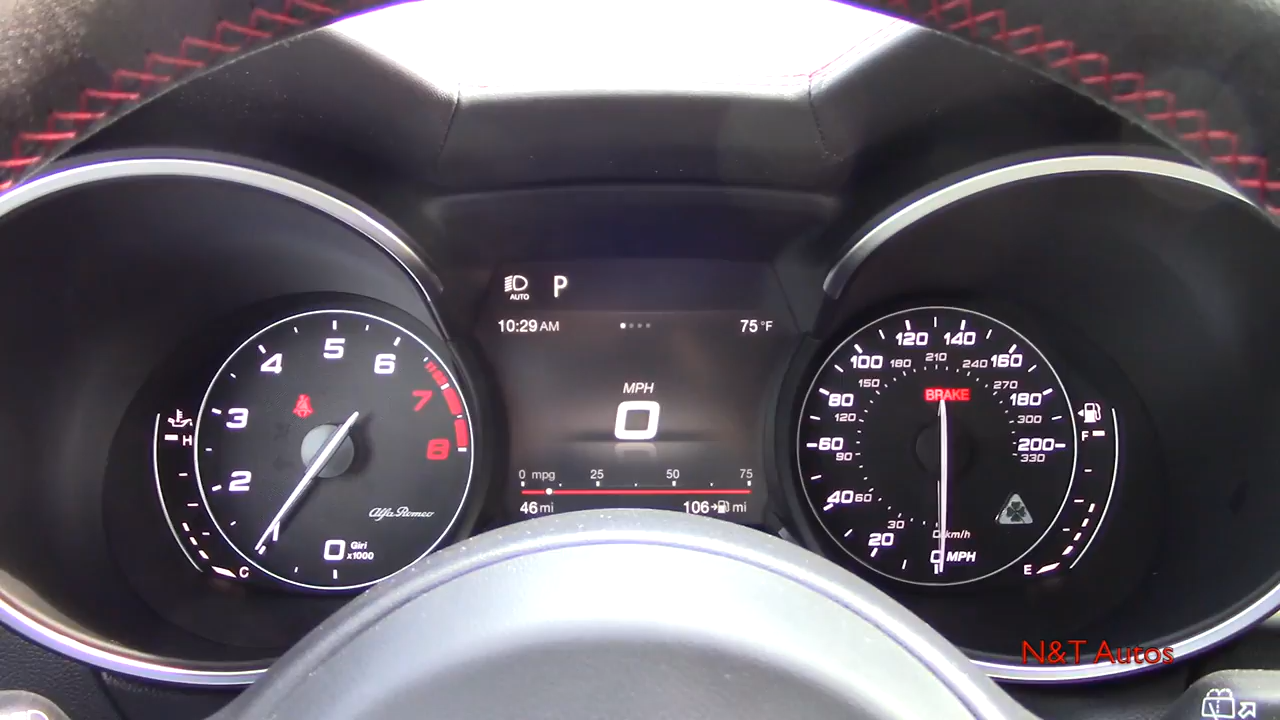 AUTO
P
10:29 AM
75 °F
MPH
0
0 mpg 25 50 75
46 mi
106 mi
2
3
4
5
6
7
8
H
C
Alfa Romeo
0 Giri
x1000
20
40
60
80
100
120
140
160
180
200
30
60
90
120
150
180
210
240
270
300
330
BRAKE
0 km/h
0 MPH
F
E
N&T Autos